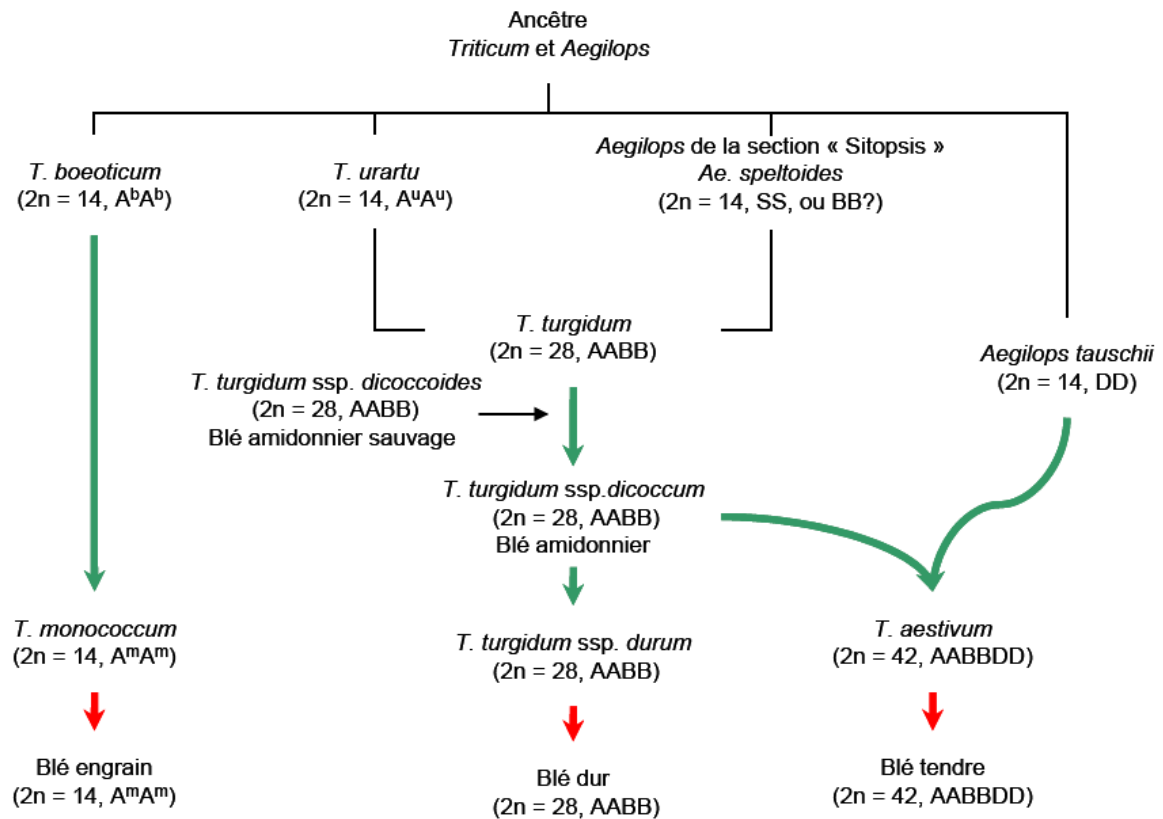 Ancêtre
Triticum et Aegilops
T. boeoticum
(2n = 14, AᵇAᵇ)
T. urartu
(2n = 14, AᵘAᵘ)
Aegilops de la section « Sitopsis »
Ae. speltoides
(2n = 14, SS, ou BB?)
T. turgidum
(2n = 28, AABB)
Aegilops tauschii
(2n = 14, DD)
T. turgidum ssp. dicoccoides
(2n = 28, AABB)
Blé amidonnier sauvage
T. turgidum ssp.dicoccum
(2n = 28, AABB)
Blé amidonnier
T. monococcum
(2n = 14, AᵐAᵐ)
T. turgidum ssp. durum
(2n = 28, AABB)
T. aestivum
(2n = 42, AABBDD)
Blé engrain
(2n = 14, AᵐAᵐ)
Blé dur
(2n = 28, AABB)
Blé tendre
(2n = 42, AABBDD)